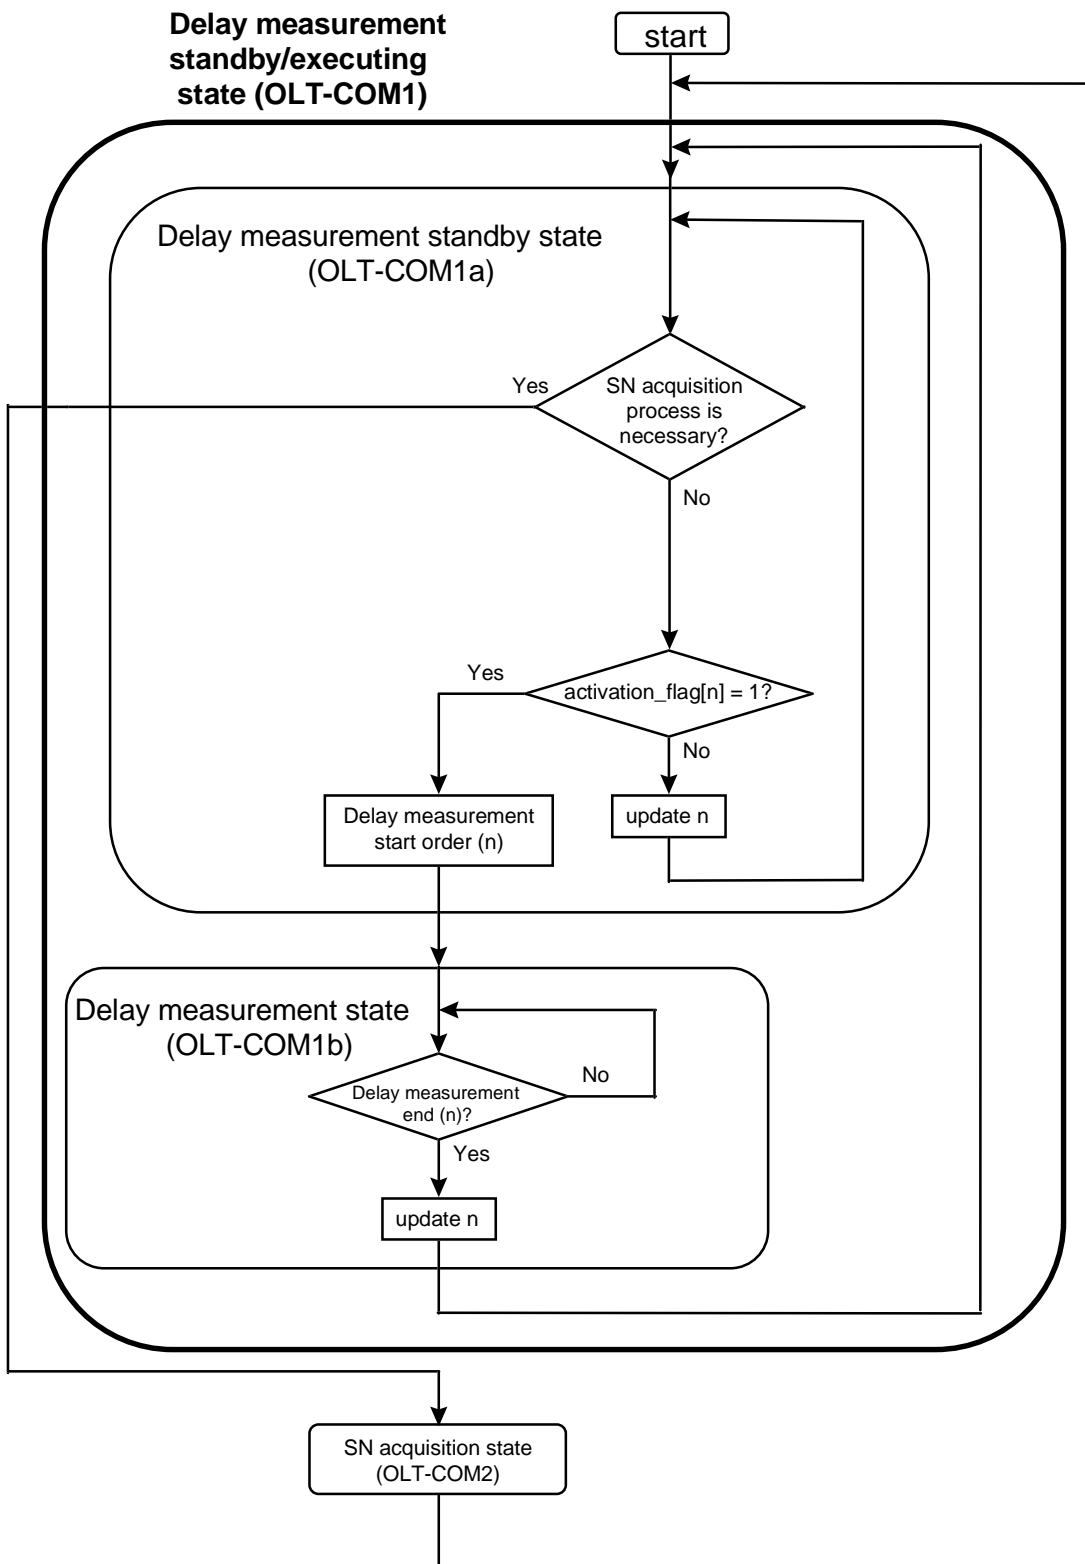 Delay measurement
standby/executing
state (OLT-COM1)
start
Delay measurement standby state
(OLT-COM1a)
Yes
SN acquisition
process is
necessary?
No
Yes
activation_flag[n] = 1?
No
Delay measurement
start order (n)
update n
Delay measurement state
(OLT-COM1b)
No
Delay measurement
end (n)?
Yes
update n
SN acquisition state
(OLT-COM2)